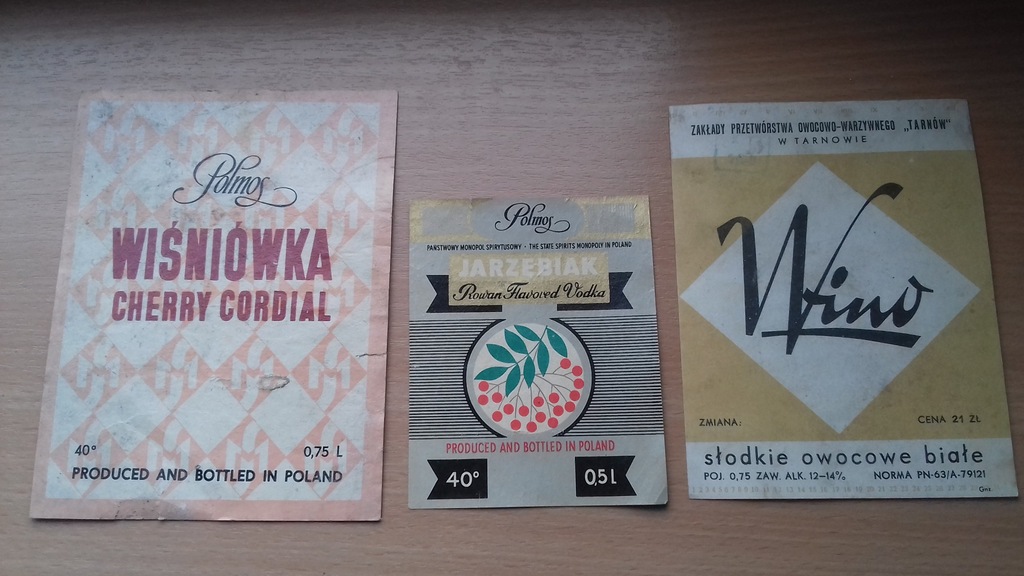 Polmos
WIŚNIÓWKA
CHERRY CORDIAL
40° 0,75 L
PRODUCED AND BOTTLED IN POLAND
Polmos
PAŃSTWOWY MONOPOL SPIRYTUSOWY · THE STATE SPIRITS MONOPOLY IN POLAND
JARZĘBIAK
Rowan Flavored Vodka
PRODUCED AND BOTTLED IN POLAND
40° 0,5 l
ZAKŁADY PRZETWÓRSTWA OWOCOWO-WARZYWNEGO „TARNÓW"
W TARNOWIE
Wino
ZMIANA: CENA 21 ZŁ
słodkie owocowe białe
POJ. 0,75 ZAW. ALK. 12–14% NORMA PN-63/A-79121